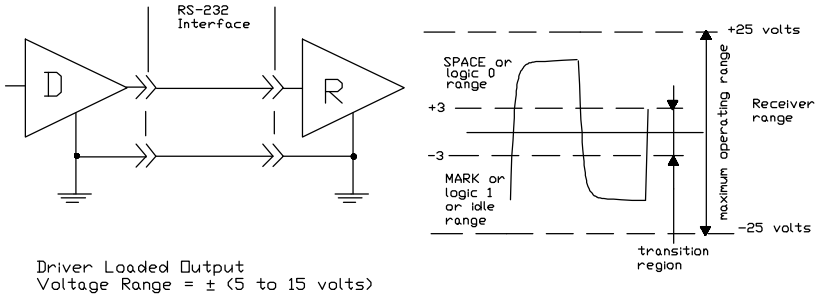 RS-232
Interface
D
R
Driver Loaded Output
Voltage Range = ± (5 to 15 volts)
+25 volts
SPACE or
logic 0
range
+3
-3
MARK or
logic 1
or idle
range
maximum operating range
Receiver
range
-25 volts
transition
region